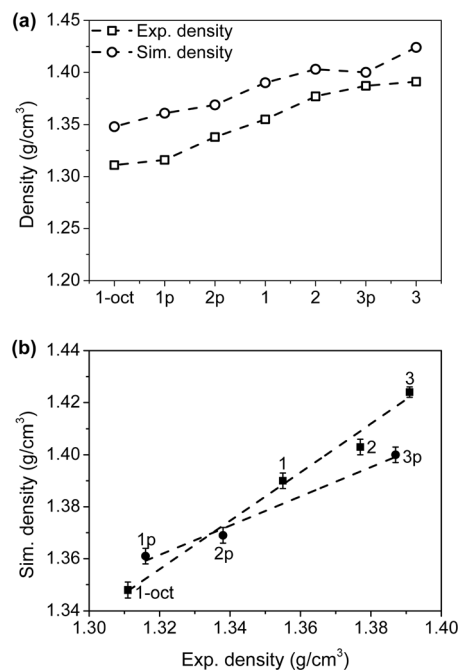 (a)
Exp. density
Sim. density
1.45
1.40
1.35
1.30
1.25
1.20
Density (g/cm³)
1-oct 1p 2p 1 2 3p 3
(b)
1.44
1.42
1.40
1.38
1.36
1.34
Sim. density (g/cm³)
3
2
3p
1
1p
2p
1-oct
1.30 1.32 1.34 1.36 1.38 1.40
Exp. density (g/cm³)